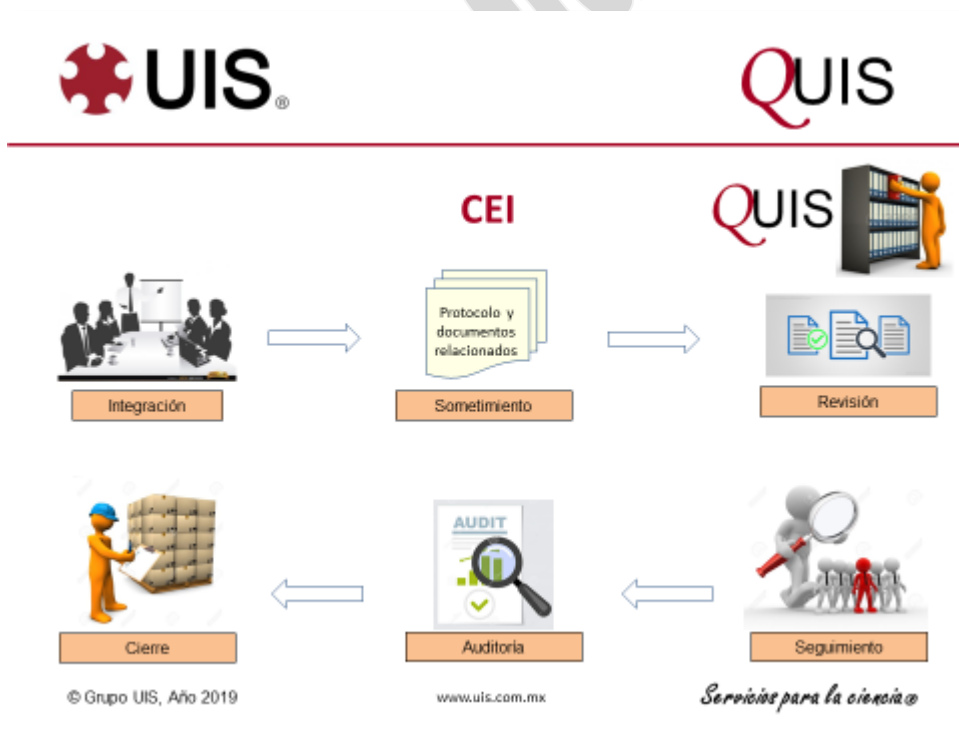 UIS®
QUIS
CEI
QUIS
Protocolo y
documentos
relacionados
Integración
Sometimiento
Revisión
AUDIT
Cierre
Auditoría
Seguimiento
© Grupo UIS, Año 2019
www.uis.com.mx
Servicios para la ciencia®